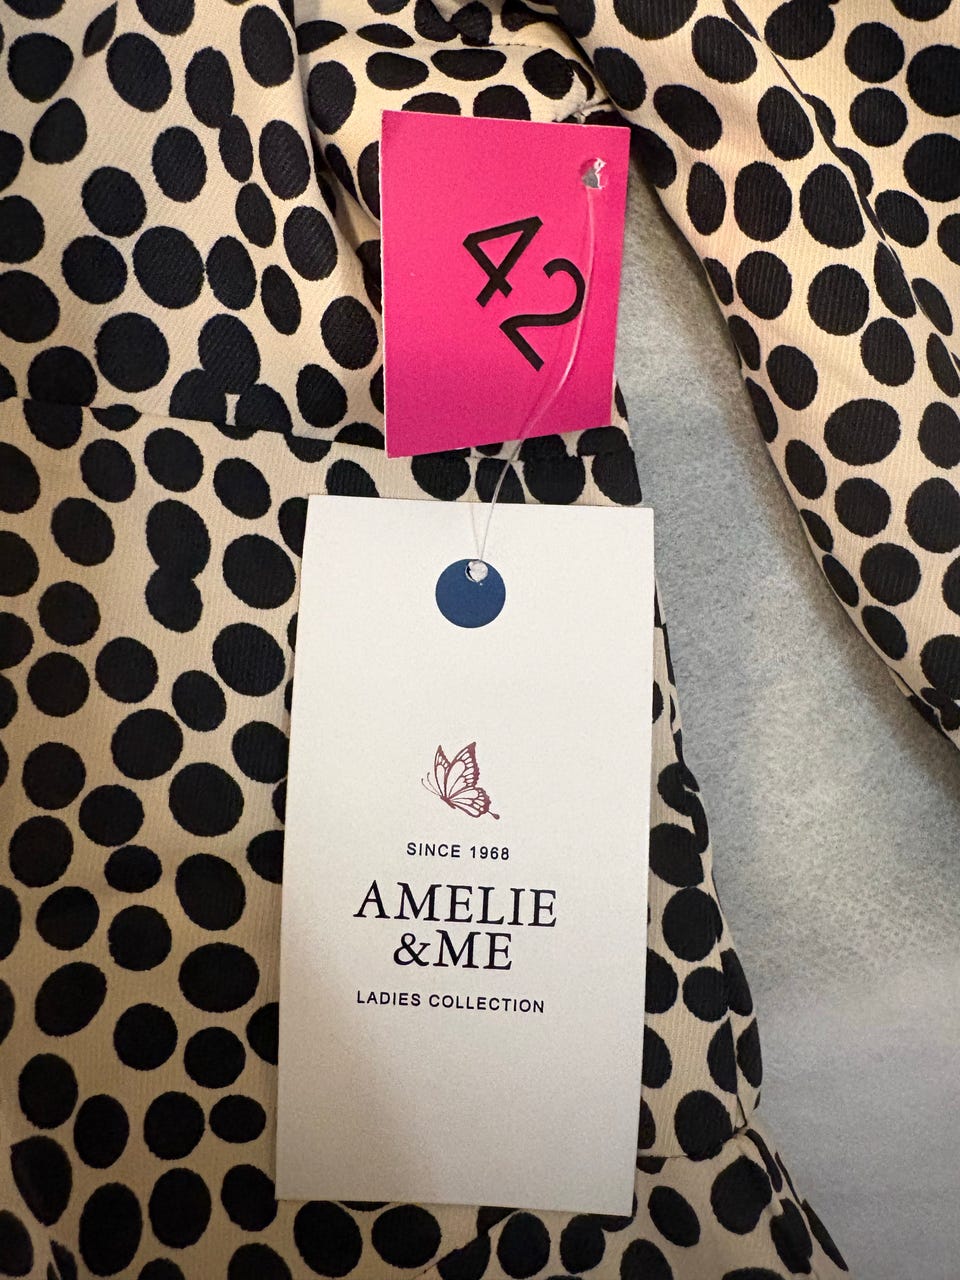 42
SINCE 1968
AMELIE
&ME
LADIES COLLECTION